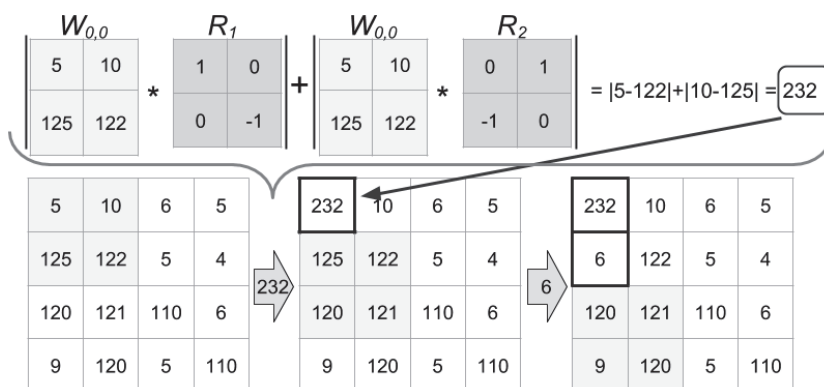 W0,0 R1 W0,0 R2
5 10 1 0 5 10 0 1
* + * = |5-122|+|10-125| = 232
125 122 0 -1 125 122 -1 0
5 10 6 5 232 10 6 5 232 10 6 5
125 122 5 4 125 122 5 4 6 122 5 4
232 6
120 121 110 6 120 121 110 6 120 121 110 6
9 120 5 110 9 120 5 110 9 120 5 110